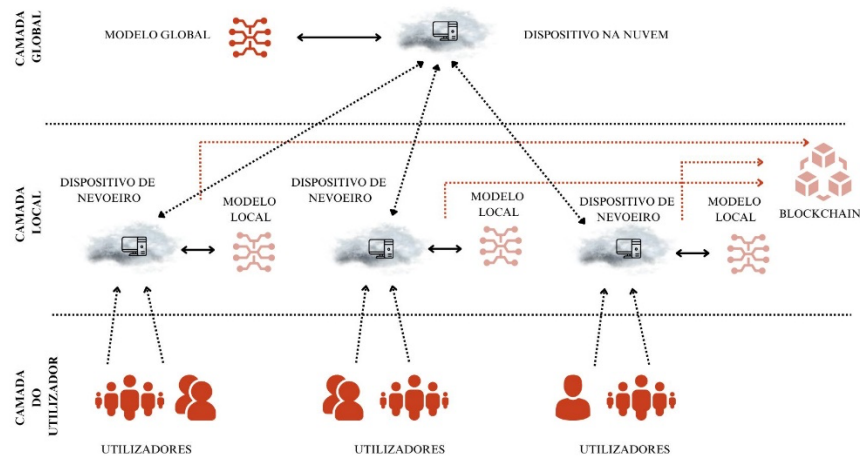 CAMADA
GLOBAL
MODELO GLOBAL
DISPOSITIVO NA NUVEM
CAMADA
LOCAL
DISPOSITIVO DE
NEVOEIRO
MODELO
LOCAL
DISPOSITIVO DE
NEVOEIRO
MODELO
LOCAL
DISPOSITIVO DE
NEVOEIRO
MODELO
LOCAL
BLOCKCHAIN
CAMADA
DO
UTILIZADOR
UTILIZADORES
UTILIZADORES
UTILIZADORES